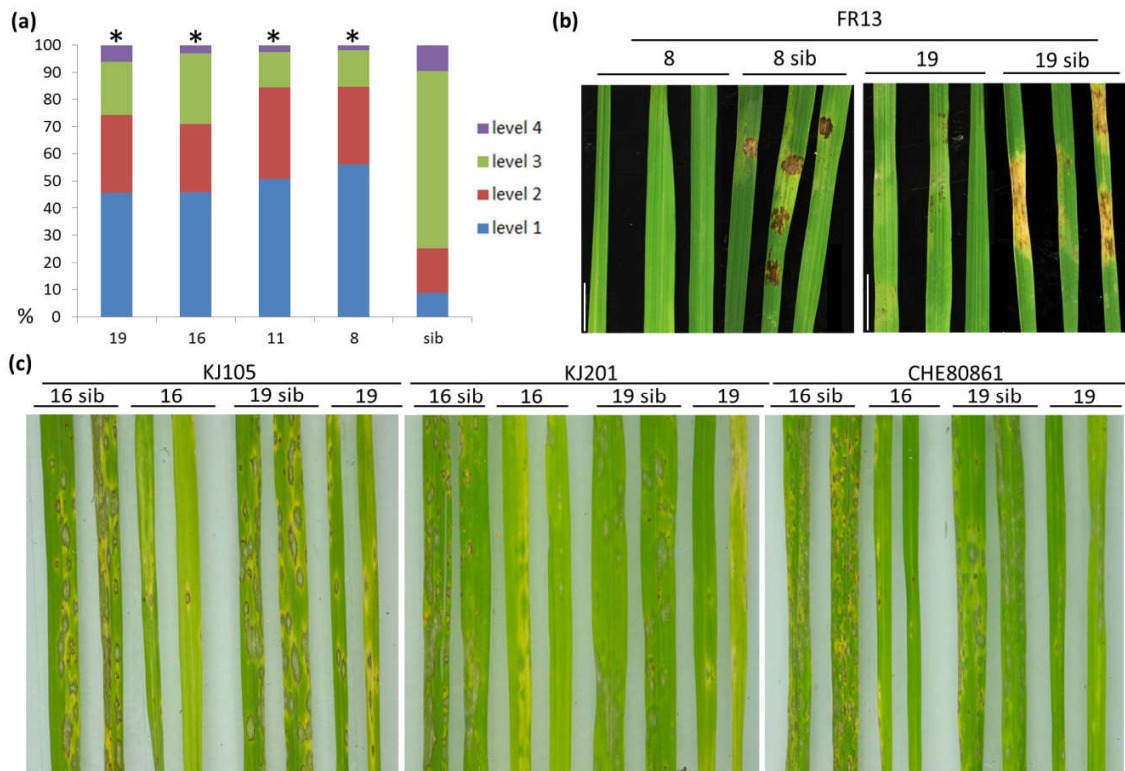 (a)
* * * *
100
90
80
70
60
50
40
30
20
10
0
%
19 16 11 8 sib
level 4
level 3
level 2
level 1
(b)
FR13
8 8 sib 19 19 sib
(c)
KJ105 KJ201 CHE80861
16 sib 16 19 sib 19 16 sib 16 19 sib 19 16 sib 16 19 sib 19